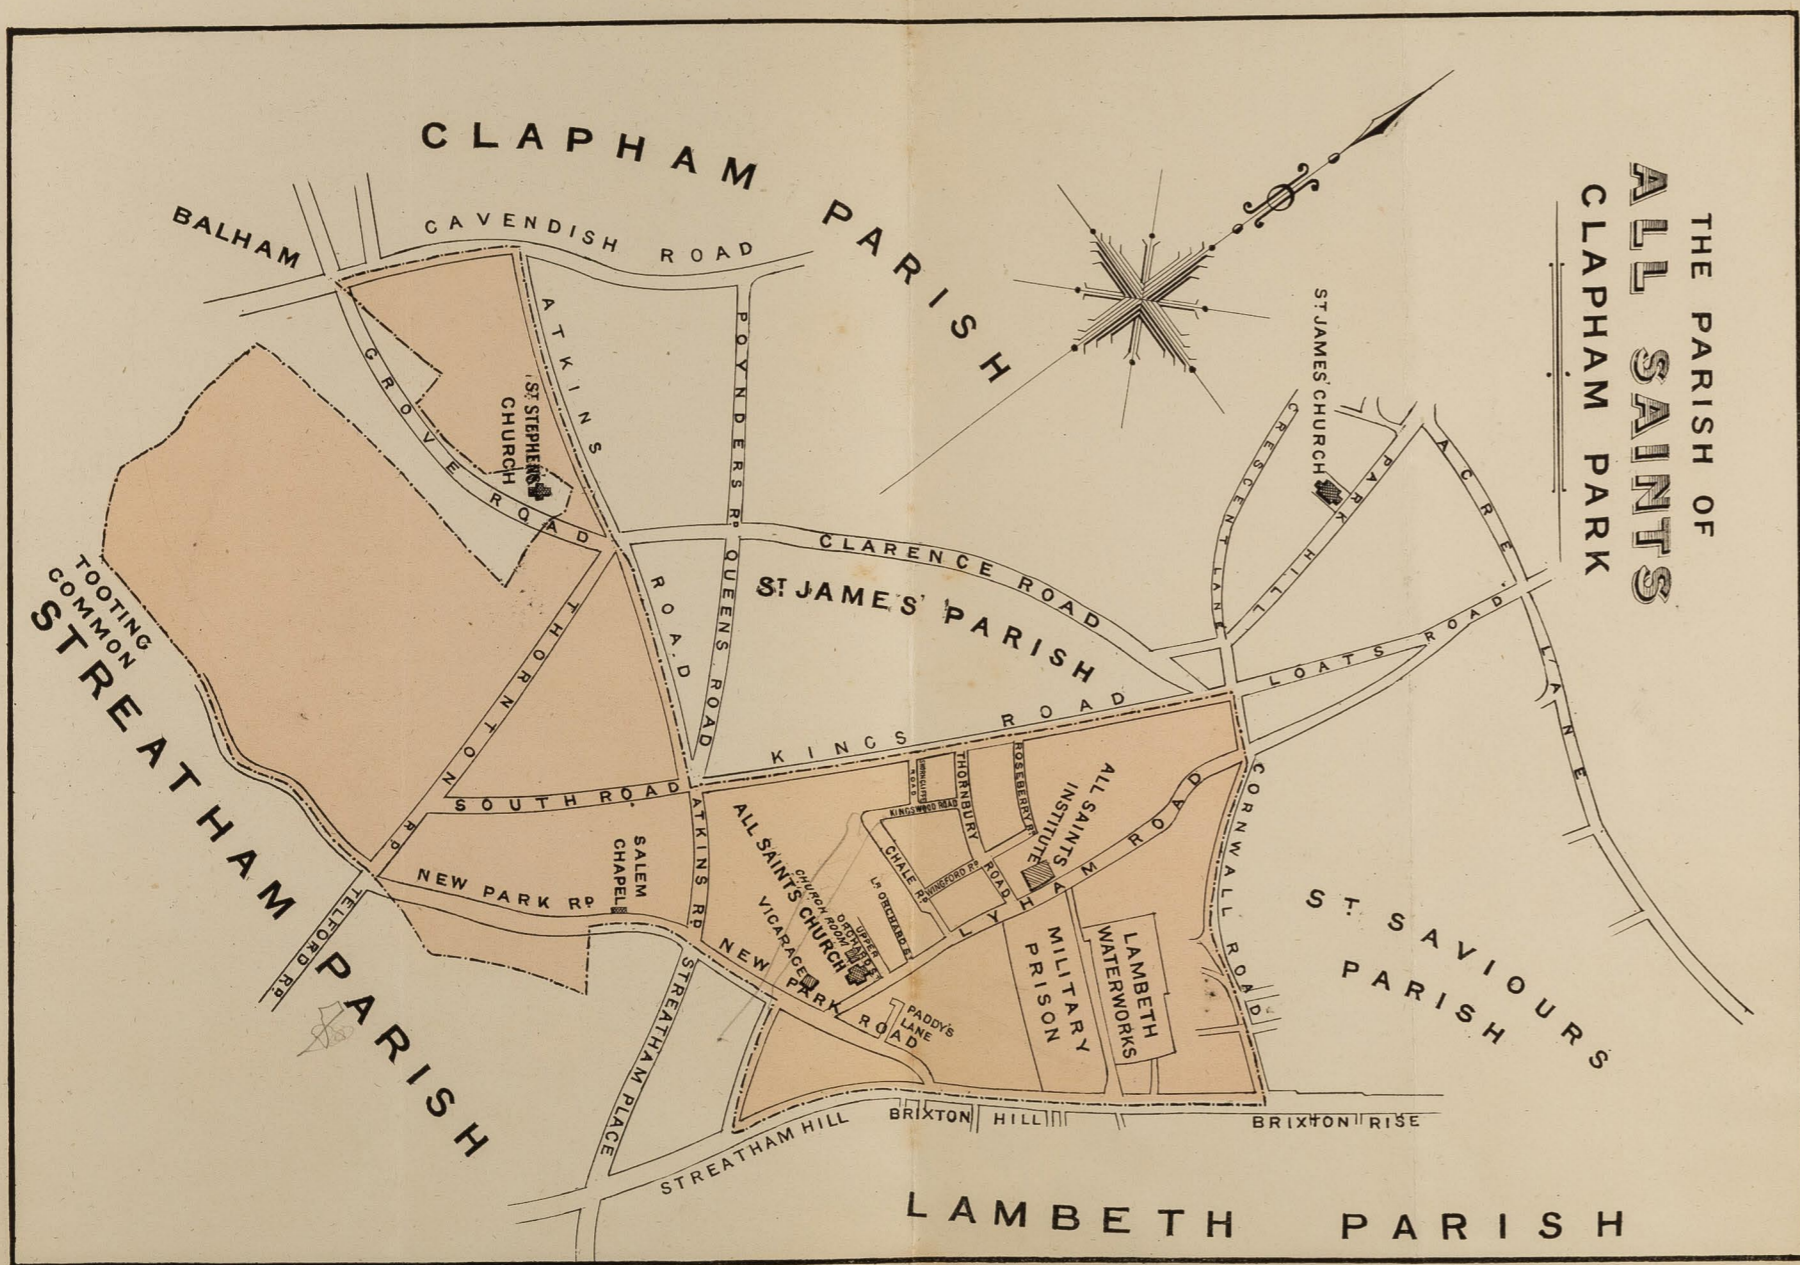 THE PARISH OF
ALL SAINTS
CLAPHAM PARK
CLAPHAM PARISH
BALHAM
CAVENDISH ROAD
ATKINS ROAD
POYNDERS RD
GROVE ROAD
ST. STEPHENS
CHURCH
ST. JAMES' CHURCH
CRESCENT LANE
PARK HILL
ACRE LANE
CLARENCE ROAD
QUEENS ROAD
ST. JAMES' PARISH
LOATS ROAD
TOOTING
COMMON
STREATHAM PARISH
THORNTON RD
KINGS ROAD
SOUTH ROAD
ATKINS RD
SALEM
CHAPEL
NEW PARK RD
TELFORD RD
ALL SAINTS CHURCH
CHURCH ROOM
VICARAGE
UPPER
ORCHARD ST
LR ORCHARD ST
KINGSWOOD ROAD
THORNBURY ROAD
ROSEBERRY RD
CHALE RD
WINGFORD RD
ALL SAINTS
INSTITUTE
LYHAM ROAD
CORNWALL ROAD
NEW PARK ROAD
PADDY'S
LANE
MILITARY
PRISON
LAMBETH
WATERWORKS
ST. SAVIOURS
PARISH
STREATHAM PLACE
STREATHAM HILL
BRIXTON HILL
BRIXTON RISE
LAMBETH PARISH